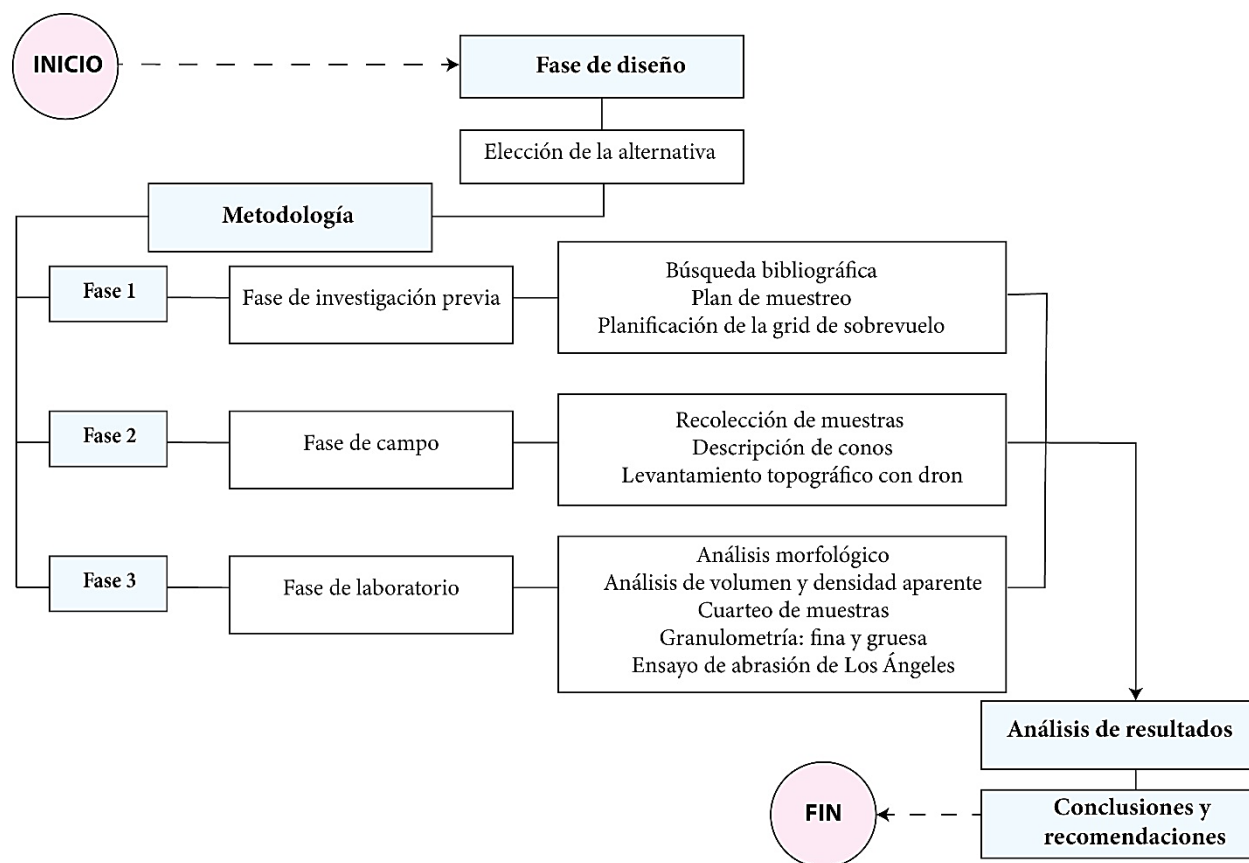 INICIO
Fase de diseño
Elección de la alternativa
Metodología
Fase 1
Fase de investigación previa
Búsqueda bibliográfica
Plan de muestreo
Planificación de la grid de sobrevuelo
Fase 2
Fase de campo
Recolección de muestras
Descripción de conos
Levantamiento topográfico con dron
Fase 3
Fase de laboratorio
Análisis morfológico
Análisis de volumen y densidad aparente
Cuarteo de muestras
Granulometría: fina y gruesa
Ensayo de abrasión de Los Ángeles
Análisis de resultados
Conclusiones y
recomendaciones
FIN